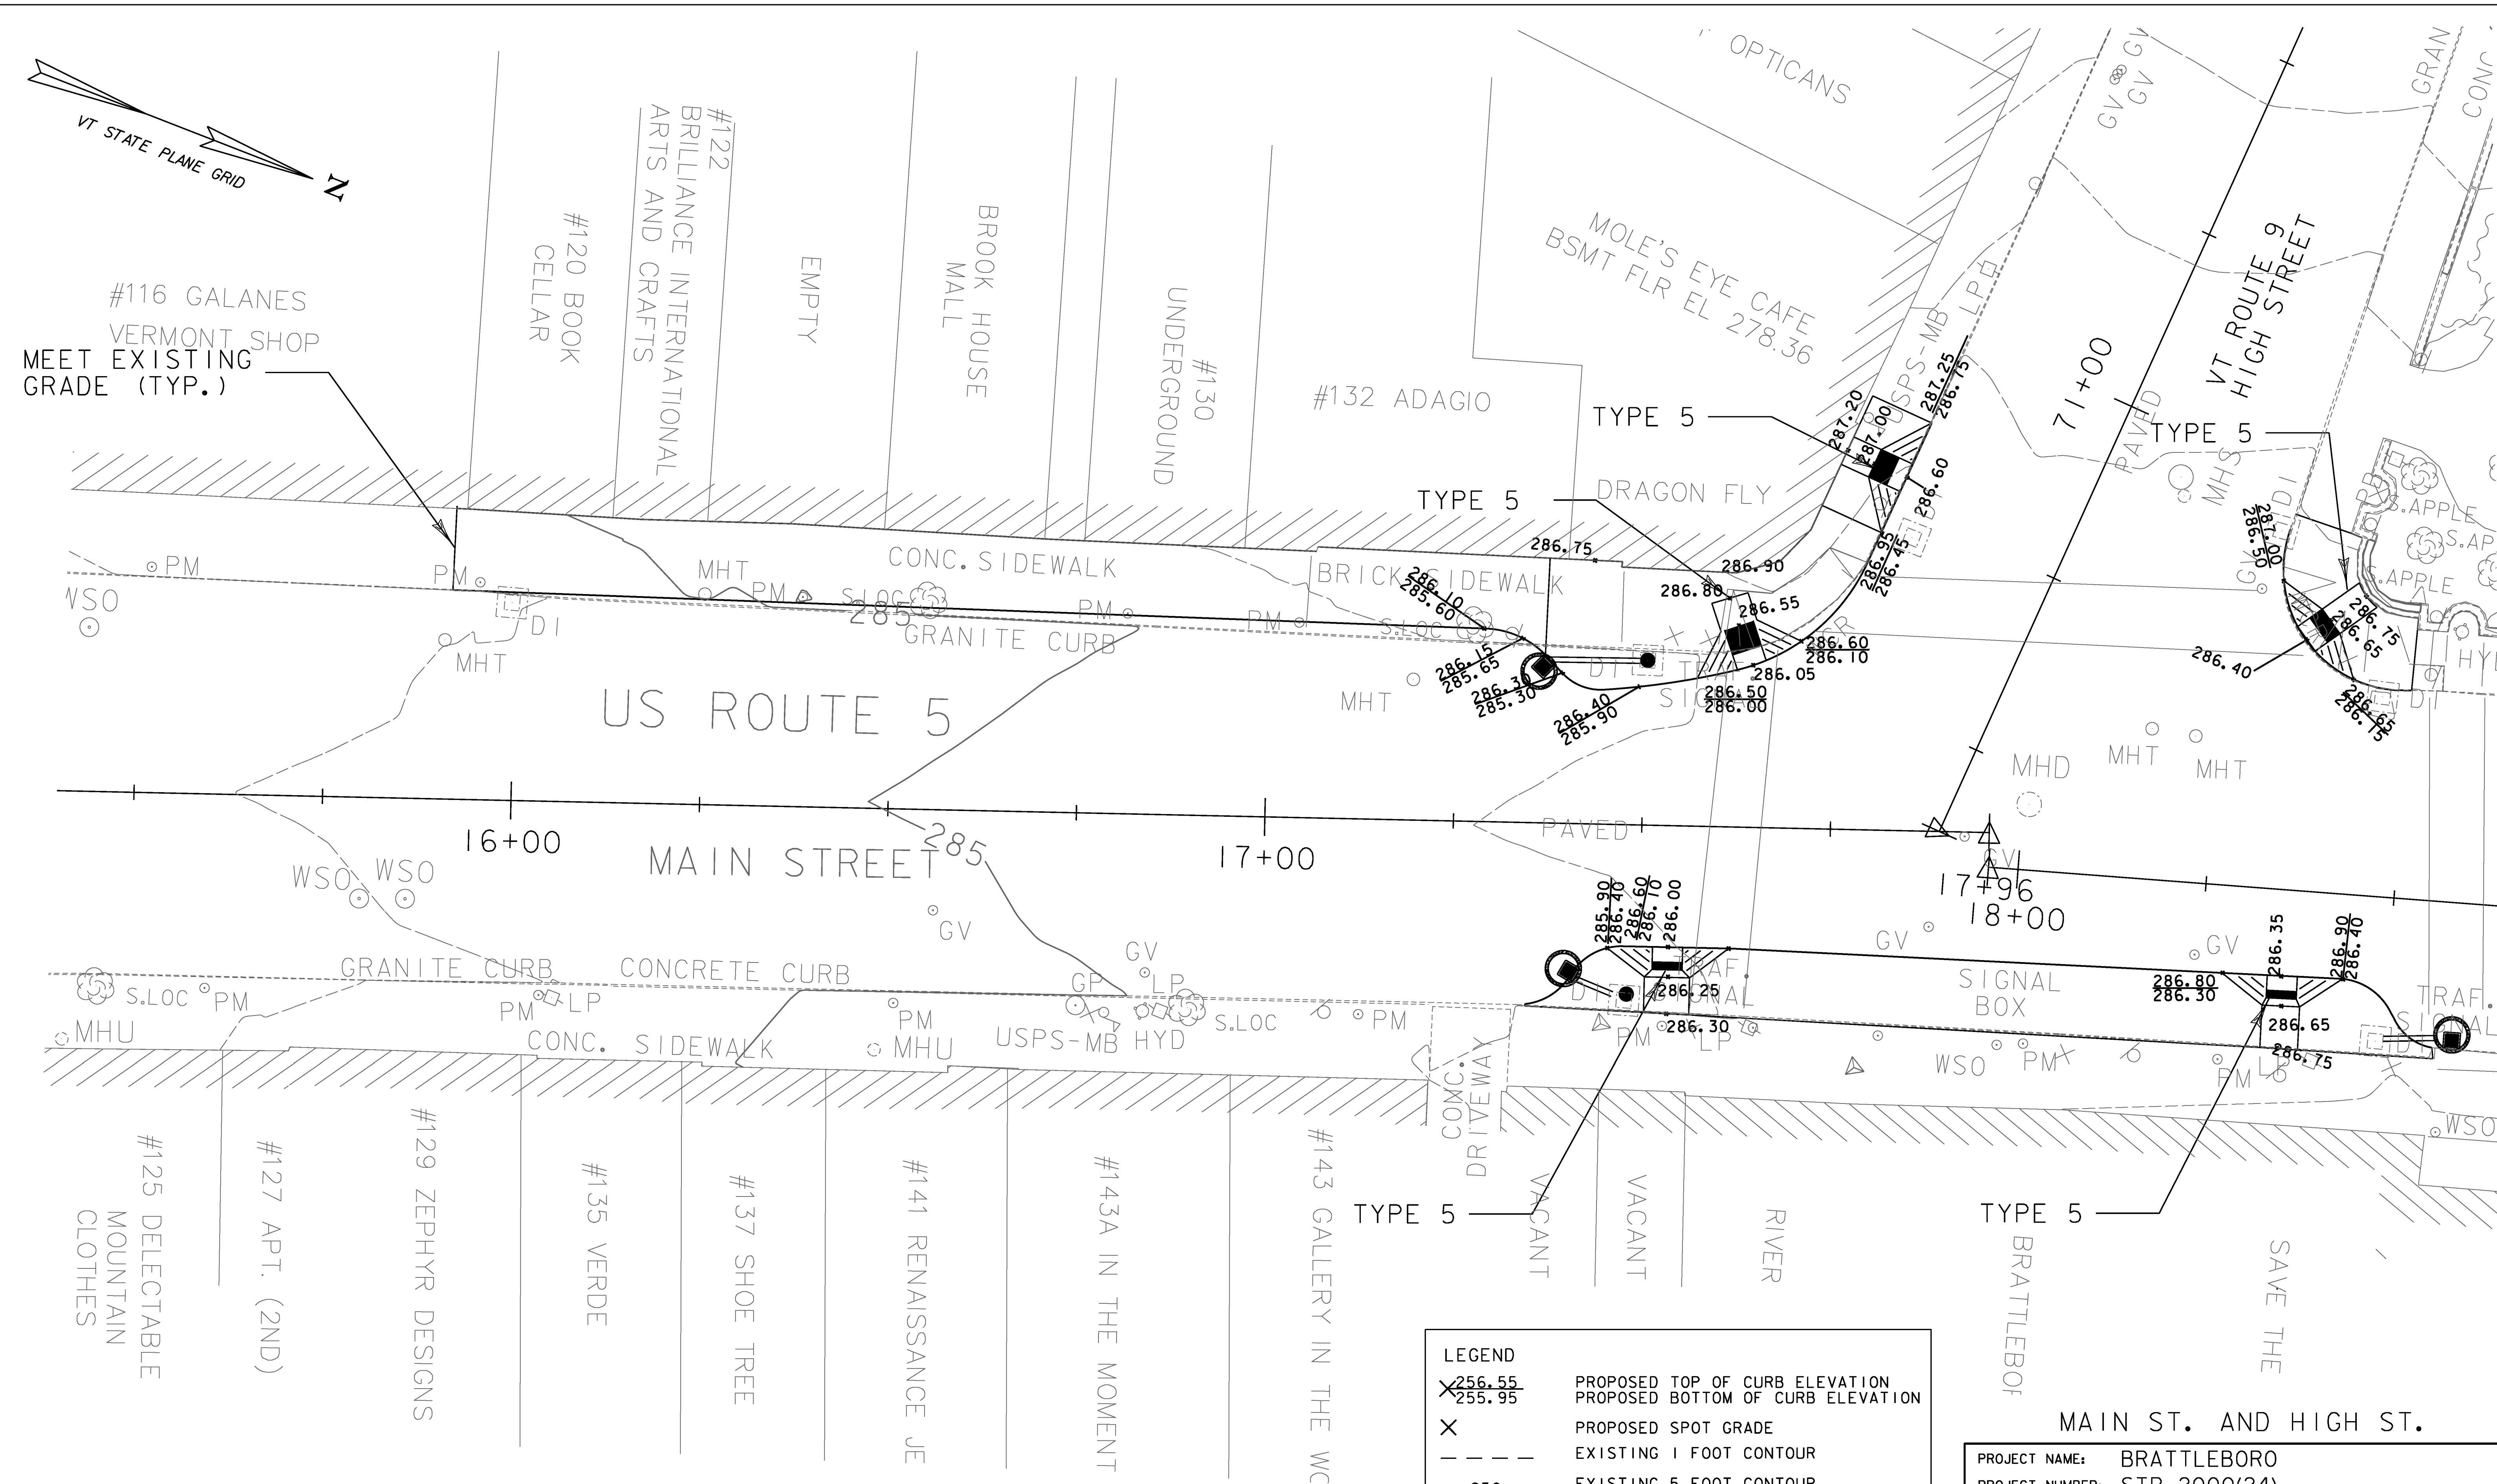 VT STATE PLANE GRID
N
#116 GALANES
VERMONT SHOP
MEET EXISTING
GRADE (TYP.)
#120 BOOK
CELLAR
#122
BRILLIANCE INTERNATIONAL
ARTS AND CRAFTS
EMPTY
BROOK HOUSE
MALL
#130
UNDERGROUND
#132 ADAGIO
OPTICANS
MOLE'S EYE CAFE
BSMT FLR EL 278.36
USPS-MB
LP
GV
GV
GV
GRAN
CONC
VT ROUTE 9
HIGH STREET
71+00
PAVED
TYPE 5
TYPE 5
TYPE 5
DRAGON FLY
287.20
287.00
287.25
286.75
286.60
286.95
286.45
MHS
DI
S.APPLE
S.AP
S.APPLE
287.00
286.50
286.75
286.65
286.40
286.65
286.15
HYD
DI
PM
WSO
PM
DI
MHT
MHT
PM
S.LOC
285
CONC. SIDEWALK
GRANITE CURB
PM
PM
BRICK SIDEWALK
S.LOC
286.75
286.10
285.60
286.15
285.65
286.30
285.30
286.40
285.90
286.90
286.80
286.55
286.60
286.10
286.05
286.50
286.00
DI
MHT
US ROUTE 5
MHD
MHT
MHT
16+00
MAIN STREET
285
17+00
PAVED
GV
17+96
18+00
WSO
WSO
GV
GV
GRANITE CURB
CONCRETE CURB
S.LOC
PM
MHU
PM
LP
CONC. SIDEWALK
PM
MHU
GP
LP
USPS-MB
HYD
S.LOC
PM
285.90
286.40
286.60
286.10
286.00
TRAF.
SIGNAL
DI
286.25
286.30
PM
LP
GV
GV
SIGNAL
BOX
WSO
PM
286.80
286.30
286.35
286.90
286.40
286.65
286.75
LP
PM
DI
TRAF.
SIGNAL
WSO
CONC.
DRIVEWAY
#125 DELECTABLE
MOUNTAIN
CLOTHES
#127 APT. (2ND)
#129 ZEPHYR DESIGNS
#135 VERDE
#137 SHOE TREE
#141 RENAISSANCE JE
#143A IN THE MOMENT
#143 GALLERY IN THE WO
TYPE 5
VACANT
VACANT
RIVER
TYPE 5
BRATTLEBOR
SAVE THE
LEGEND
256.55 PROPOSED TOP OF CURB ELEVATION
255.95 PROPOSED BOTTOM OF CURB ELEVATION
PROPOSED SPOT GRADE
EXISTING 1 FOOT CONTOUR
EXISTING 5 FOOT CONTOUR
MAIN ST. AND HIGH ST.
PROJECT NAME: BRATTLEBORO
PROJECT NUMBER: STP 2000(24)